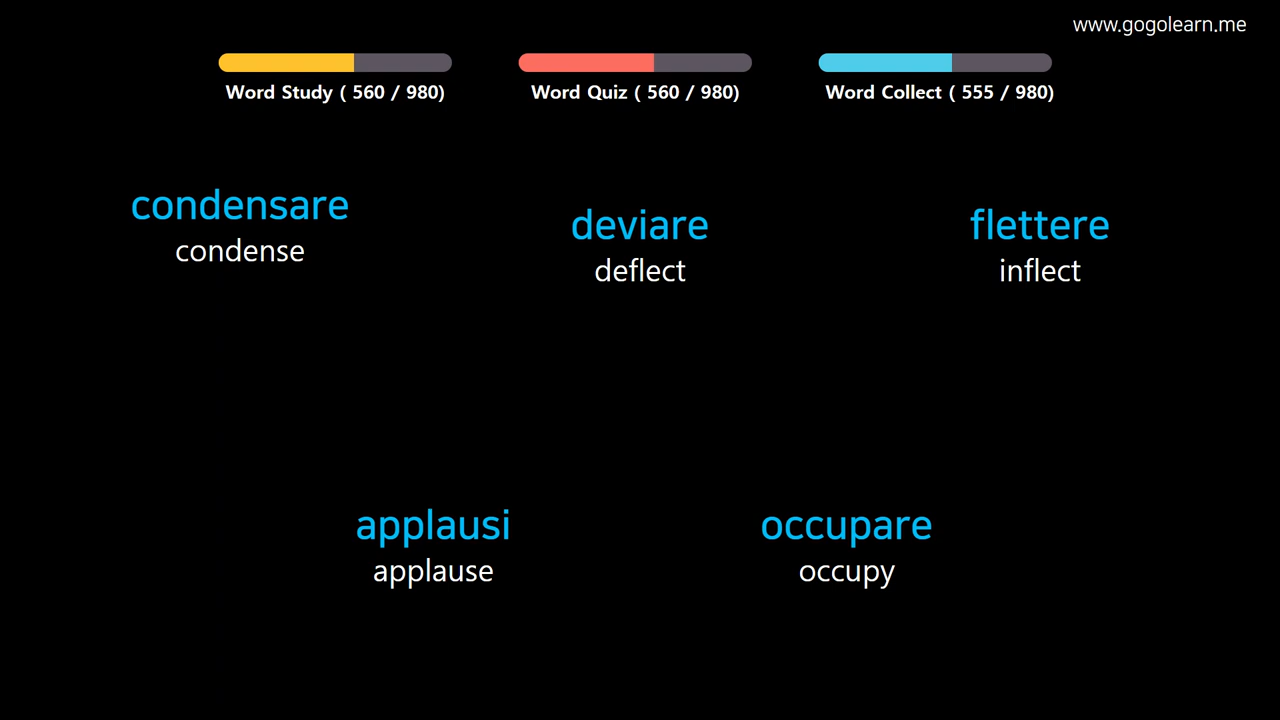 www.gogolearn.me
Word Study ( 560 / 980)
Word Quiz ( 560 / 980)
Word Collect ( 555 / 980)
condensare
condense
deviare
deflect
flettere
inflect
applausi
applause
occupare
occupy